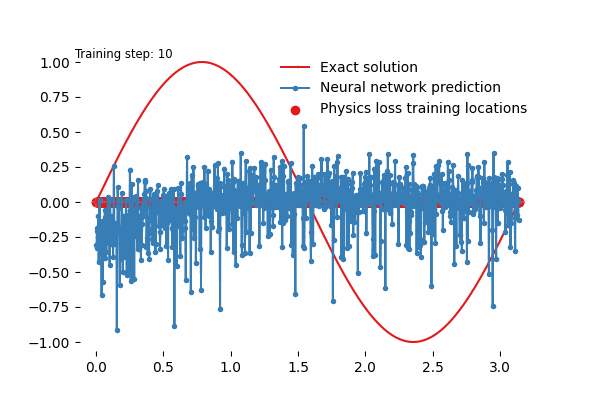 Training step: 10
Exact solution
Neural network prediction
Physics loss training locations
1.00
0.75
0.50
0.25
0.00
−0.25
−0.50
−0.75
−1.00
0.0 0.5 1.0 1.5 2.0 2.5 3.0